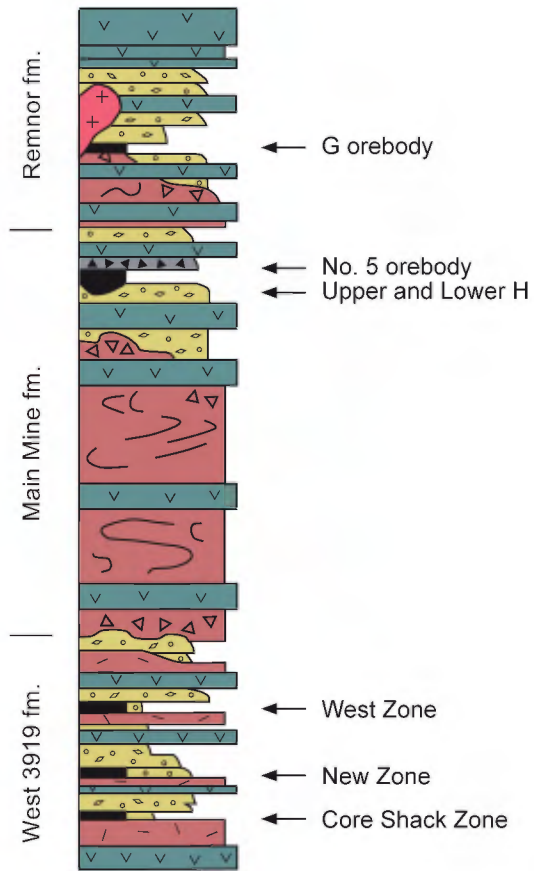 Remnor fm.
G orebody
No. 5 orebody
Upper and Lower H
Main Mine fm.
West 3919 fm.
West Zone
New Zone
Core Shack Zone